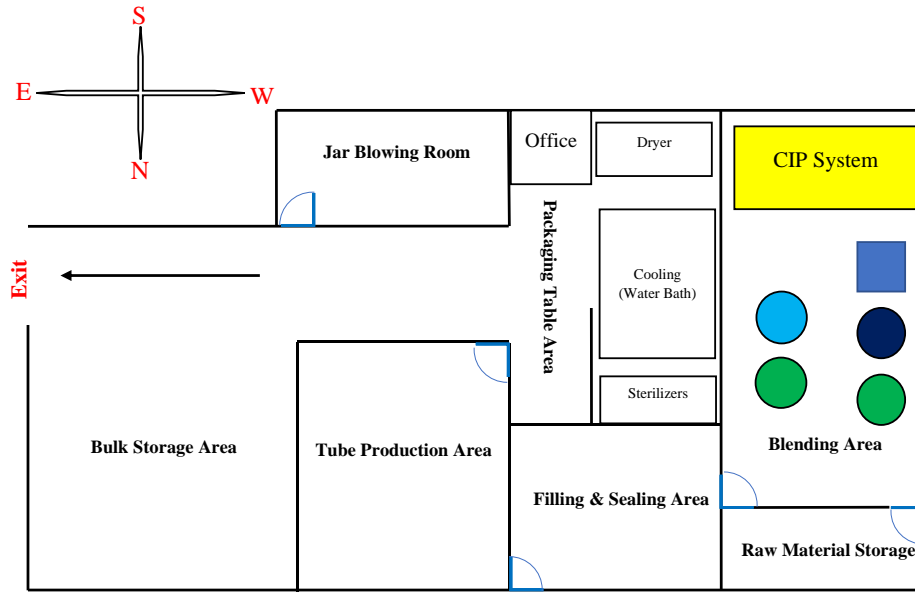 S
E
W
N
Jar Blowing Room
Office
Dryer
CIP System
Packaging Table Area
Exit
Cooling
(Water Bath)
Sterilizers
Bulk Storage Area
Tube Production Area
Blending Area
Filling & Sealing Area
Raw Material Storage